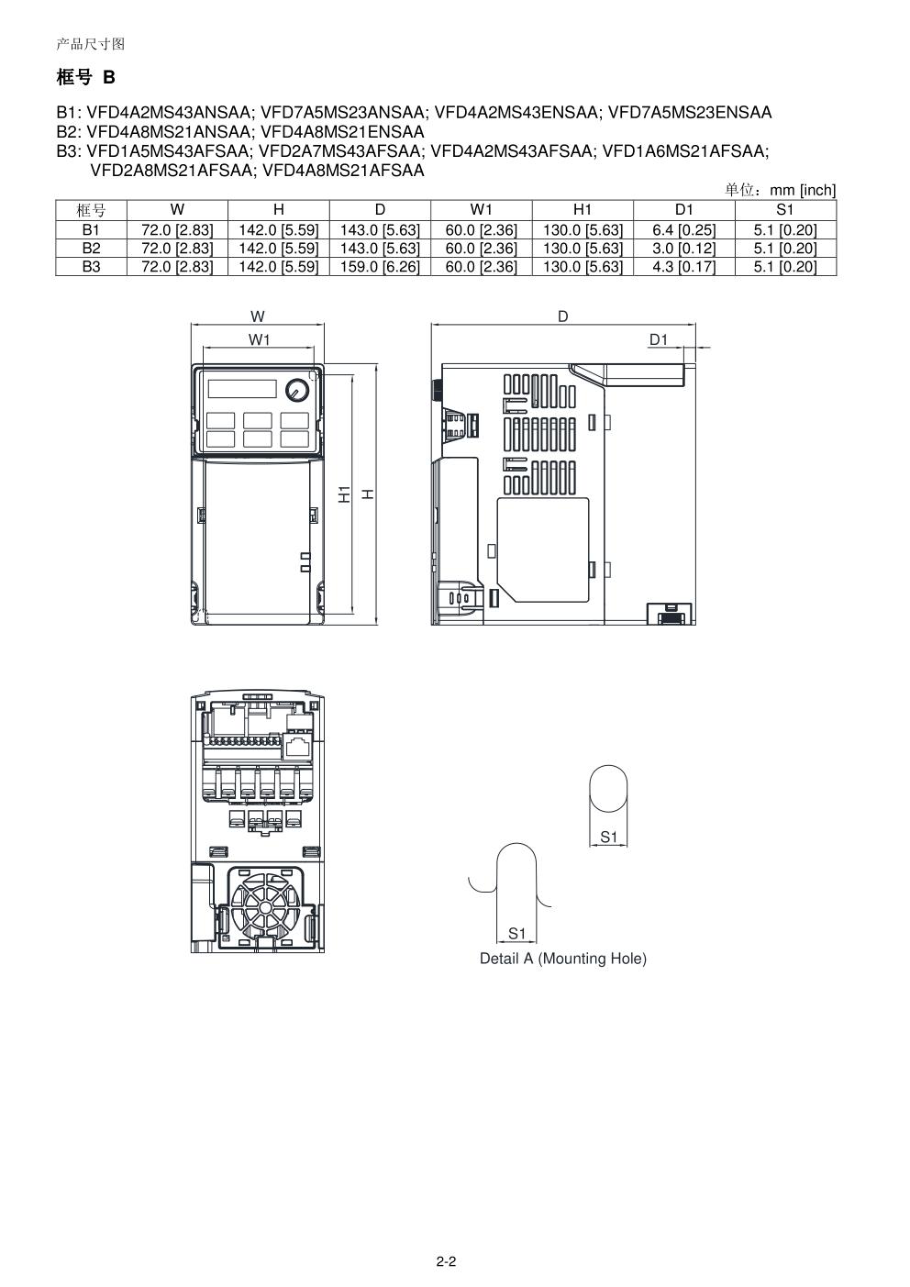 产品尺寸图
框号 B
B1: VFD4A2MS43ANSAA; VFD7A5MS23ANSAA; VFD4A2MS43ENSAA; VFD7A5MS23ENSAA
B2: VFD4A8MS21ANSAA; VFD4A8MS21ENSAA
B3: VFD1A5MS43AFSAA; VFD2A7MS43AFSAA; VFD4A2MS43AFSAA; VFD1A6MS21AFSAA;
VFD2A8MS21AFSAA; VFD4A8MS21AFSAA
单位：mm [inch]
框号 W H D W1 H1 D1 S1
B1 72.0 [2.83] 142.0 [5.59] 143.0 [5.63] 60.0 [2.36] 130.0 [5.63] 6.4 [0.25] 5.1 [0.20]
B2 72.0 [2.83] 142.0 [5.59] 143.0 [5.63] 60.0 [2.36] 130.0 [5.63] 3.0 [0.12] 5.1 [0.20]
B3 72.0 [2.83] 142.0 [5.59] 159.0 [6.26] 60.0 [2.36] 130.0 [5.63] 4.3 [0.17] 5.1 [0.20]
W D
W1 D1
H1 H
S1
S1
Detail A (Mounting Hole)
2-2